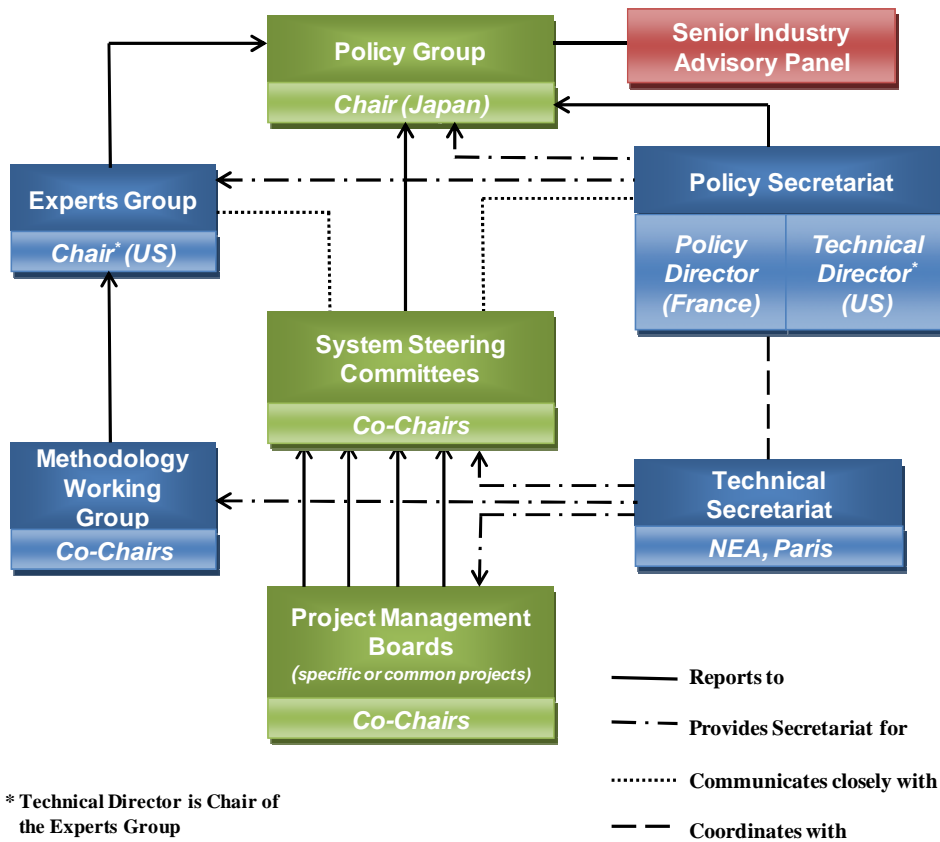 Policy Group
Chair (Japan)
Senior Industry
Advisory Panel
Experts Group
Chair* (US)
Policy Secretariat
Policy
Director
(France)
Technical
Director*
(US)
System Steering
Committees
Co-Chairs
Methodology
Working
Group
Co-Chairs
Technical
Secretariat
NEA, Paris
Project Management
Boards
(specific or common projects)
Co-Chairs
Reports to
Provides Secretariat for
Communicates closely with
Coordinates with
* Technical Director is Chair of
the Experts Group